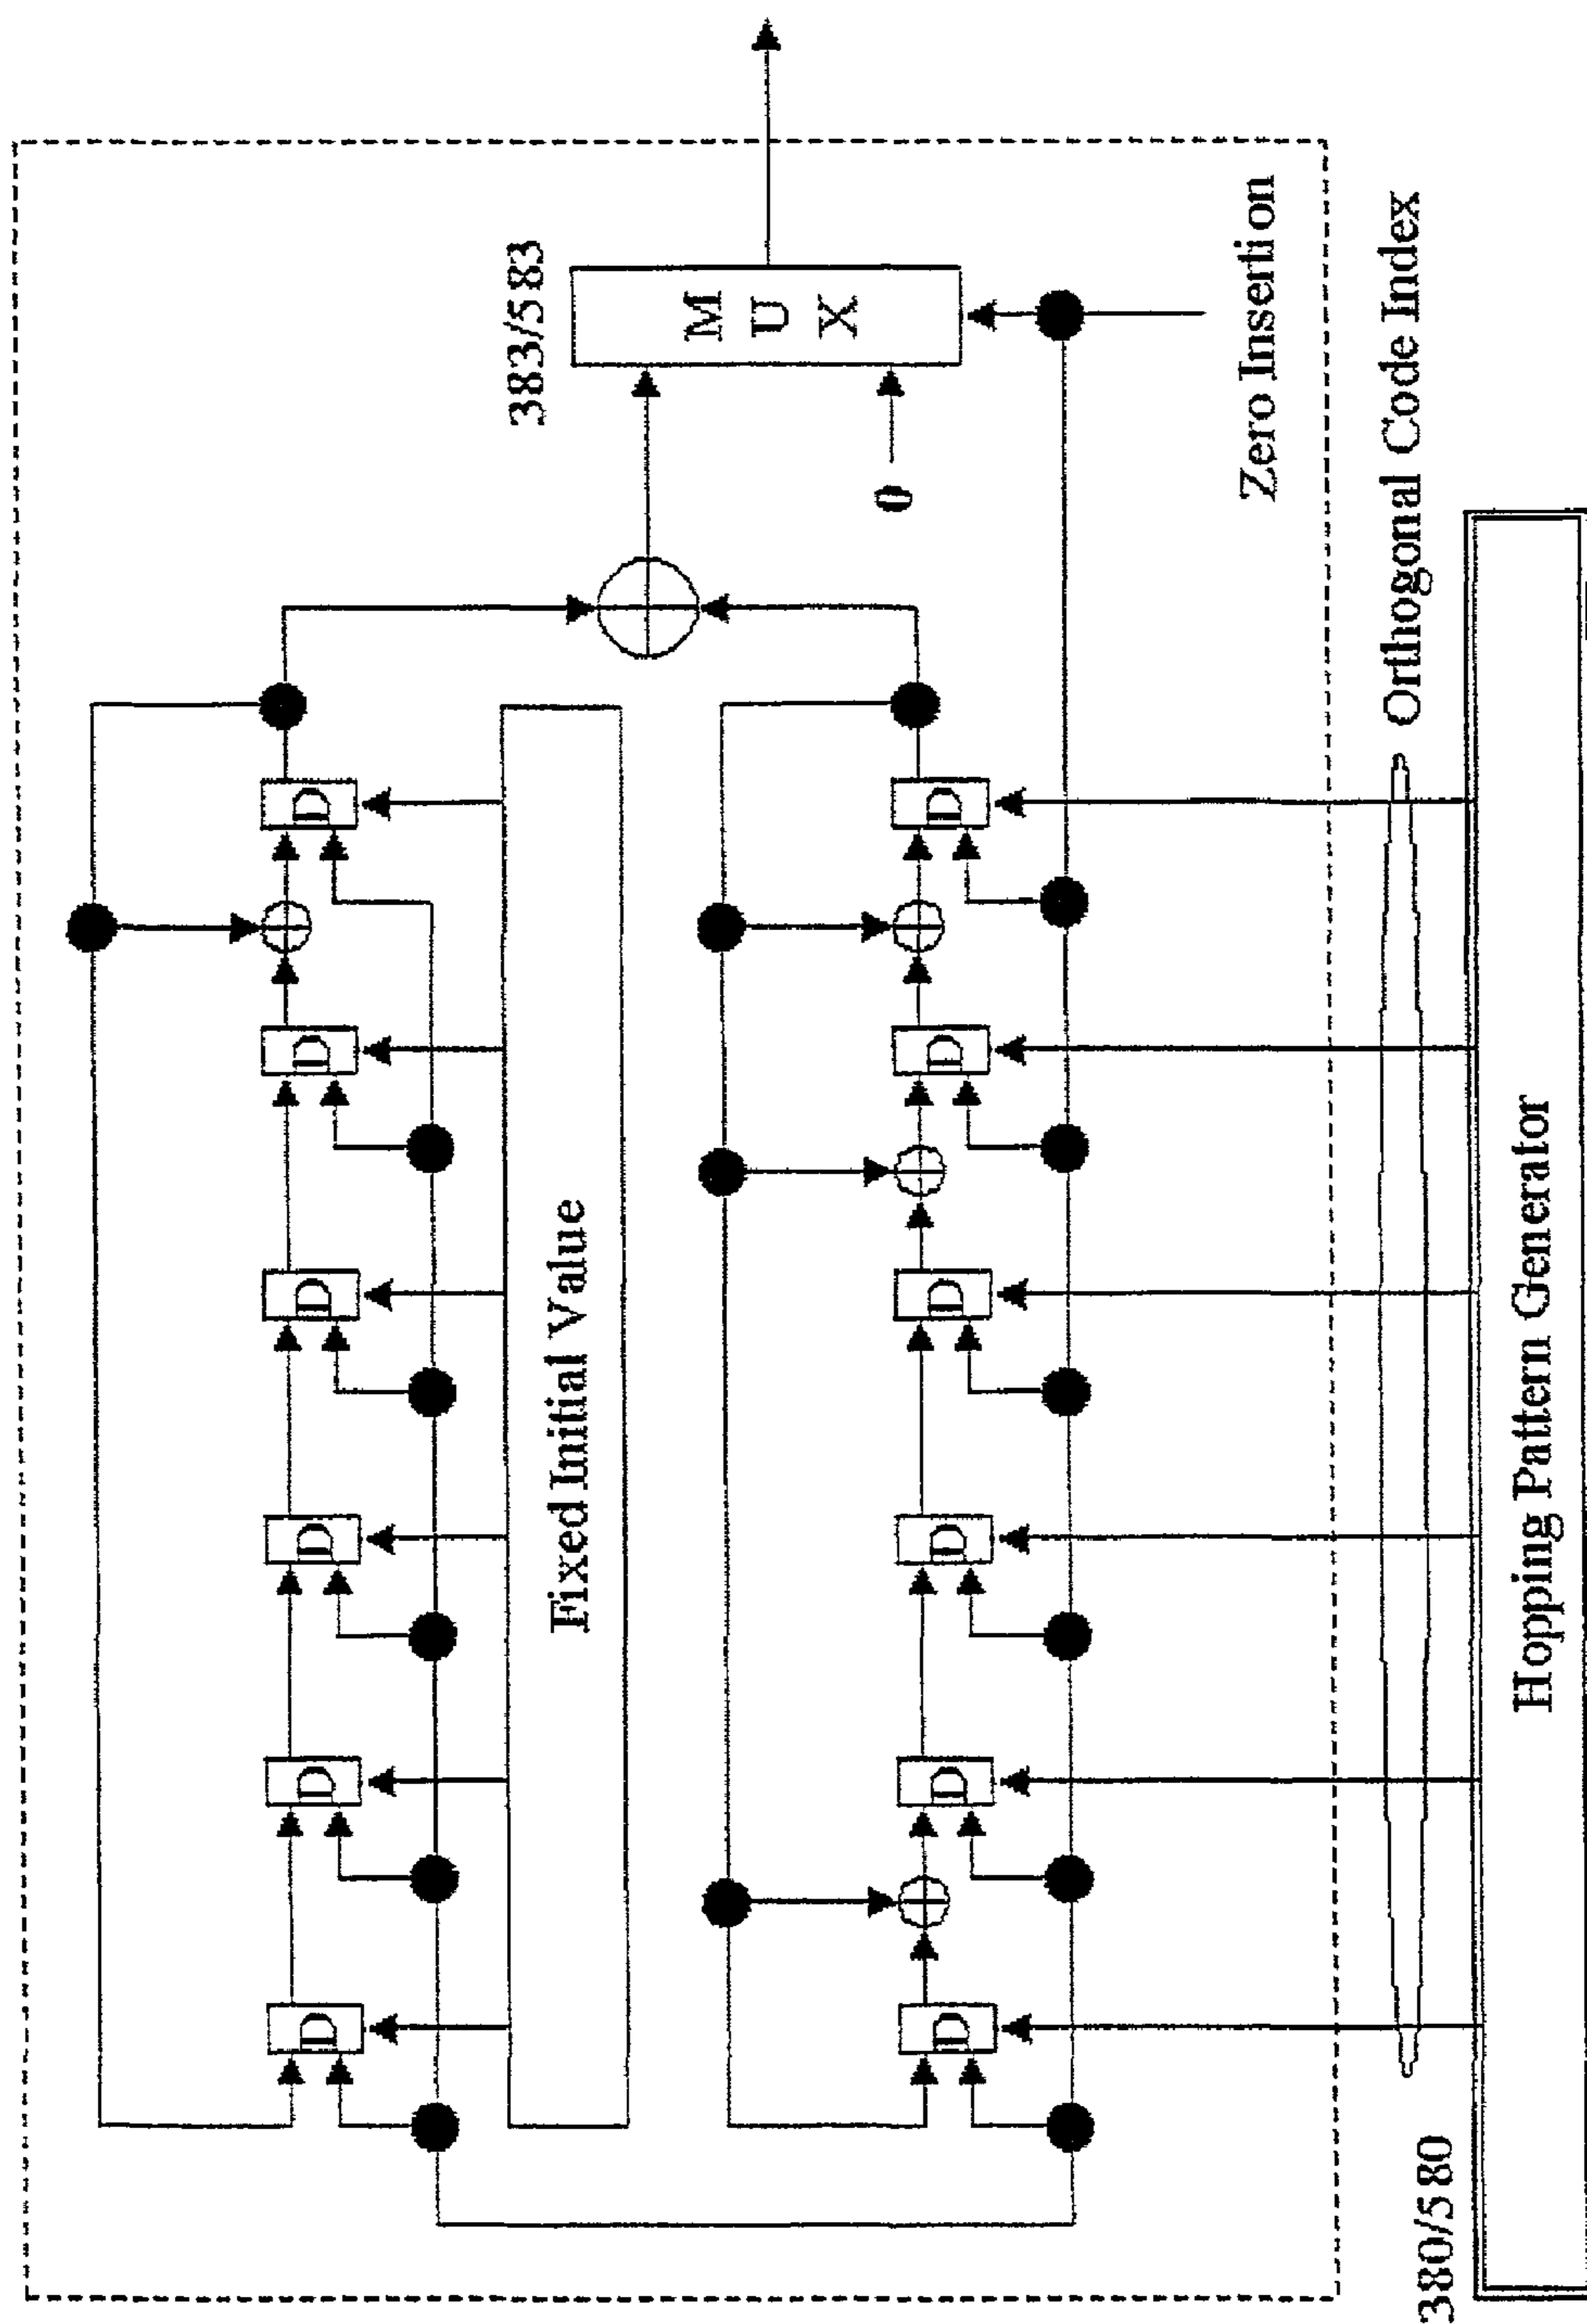 383/583
M
U
X
0
Zero Insertion
D
D
D
D
D
D
Fixed Initial Value
D
D
D
D
D
D
Orthogonal Code Index
380/580
Hopping Pattern Generator